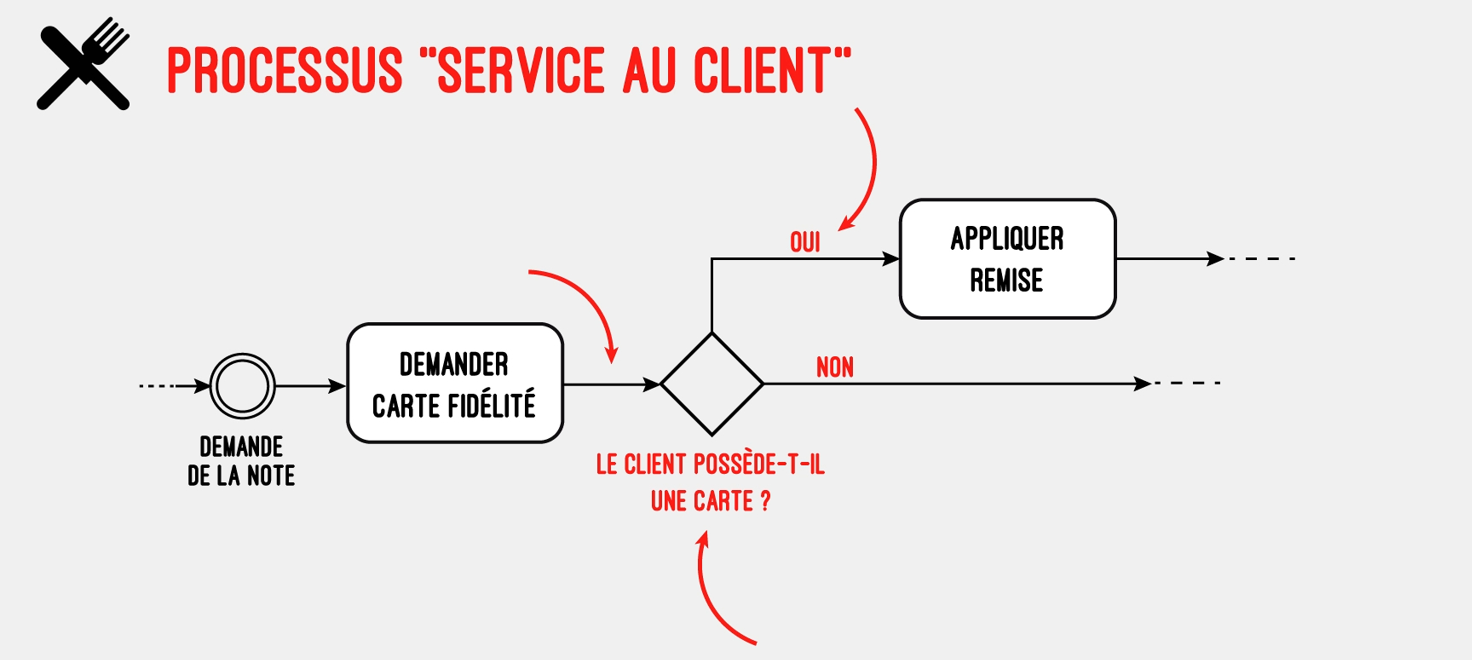 PROCESSUS "SERVICE AU CLIENT"
OUI
APPLIQUER
REMISE
DEMANDER
CARTE FIDÉLITÉ
NON
DEMANDE
DE LA NOTE
LE CLIENT POSSÈDE-T-IL
UNE CARTE ?